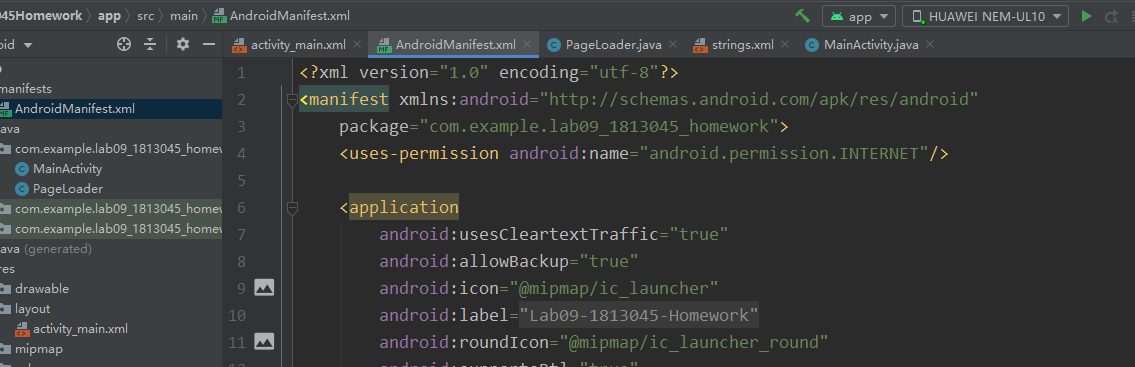 045Homework app src main AndroidManifest.xml app HUAWEI NEM-UL10
activity_main.xml AndroidManifest.xml PageLoader.java strings.xml MainActivity.java
manifests
AndroidManifest.xml
java
com.example.lab09_1813045_homew
MainActivity
PageLoader
com.example.lab09_1813045_homew
com.example.lab09_1813045_homew
java (generated)
res
drawable
layout
activity_main.xml
mipmap
1 <?xml version="1.0" encoding="utf-8"?>
2 <manifest xmlns:android="http://schemas.android.com/apk/res/android"
3 package="com.example.lab09_1813045_homework">
4 <uses-permission android:name="android.permission.INTERNET"/>
5
6 <application
7 android:usesCleartextTraffic="true"
8 android:allowBackup="true"
9 android:icon="@mipmap/ic_launcher"
10 android:label="Lab09-1813045-Homework"
11 android:roundIcon="@mipmap/ic_launcher_round"